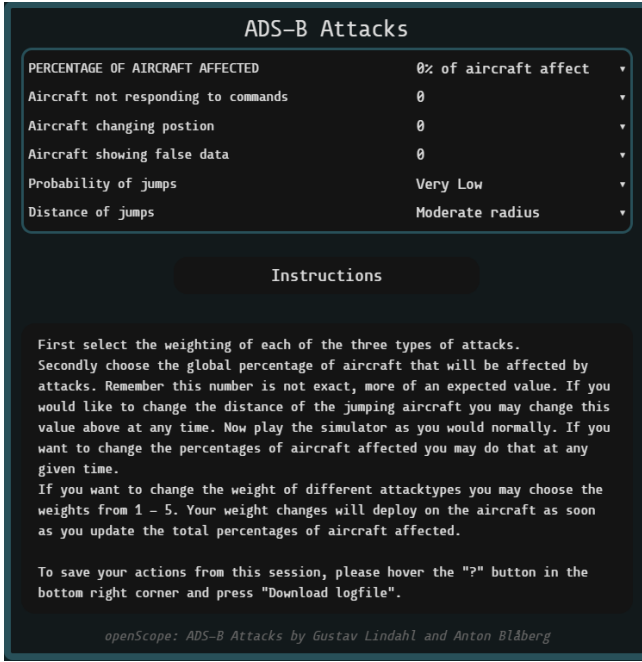 ADS-B Attacks
PERCENTAGE OF AIRCRAFT AFFECTED 0% of aircraft affect
Aircraft not responding to commands 0
Aircraft changing postion 0
Aircraft showing false data 0
Probability of jumps Very Low
Distance of jumps Moderate radius
Instructions
First select the weighting of each of the three types of attacks.
Secondly choose the global percentage of aircraft that will be affected by
attacks. Remember this number is not exact, more of an expected value. If you
would like to change the distance of the jumping aircraft you may change this
value above at any time. Now play the simulator as you would normally. If you
want to change the percentages of aircraft affected you may do that at any
given time.
If you want to change the weight of different attacktypes you may choose the
weights from 1 - 5. Your weight changes will deploy on the aircraft as soon
as you update the total percentages of aircraft affected.
To save your actions from this session, please hover the "?" button in the
bottom right corner and press "Download logfile".
openScope: ADS-B Attacks by Gustav Lindahl and Anton Blåberg